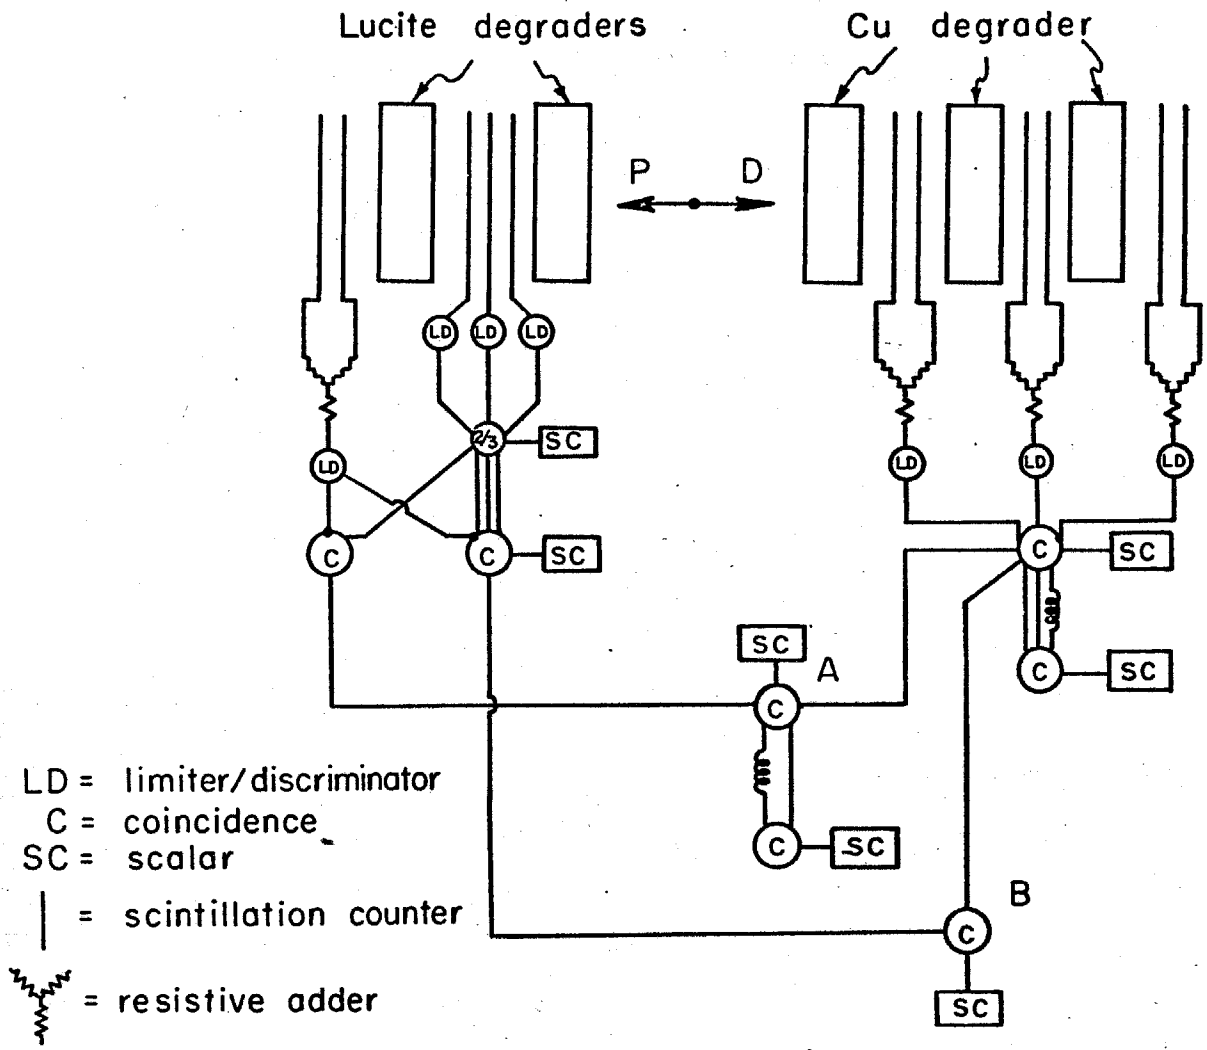 Lucite degraders
Cu degrader
P
D
LD
LD
LD
2/3
SC
LD
LD
LD
LD
C
C
SC
C
SC
SC
A
C
C
SC
C
SC
B
C
SC
LD = limiter/discriminator
C = coincidence
SC = scalar
= scintillation counter
= resistive adder